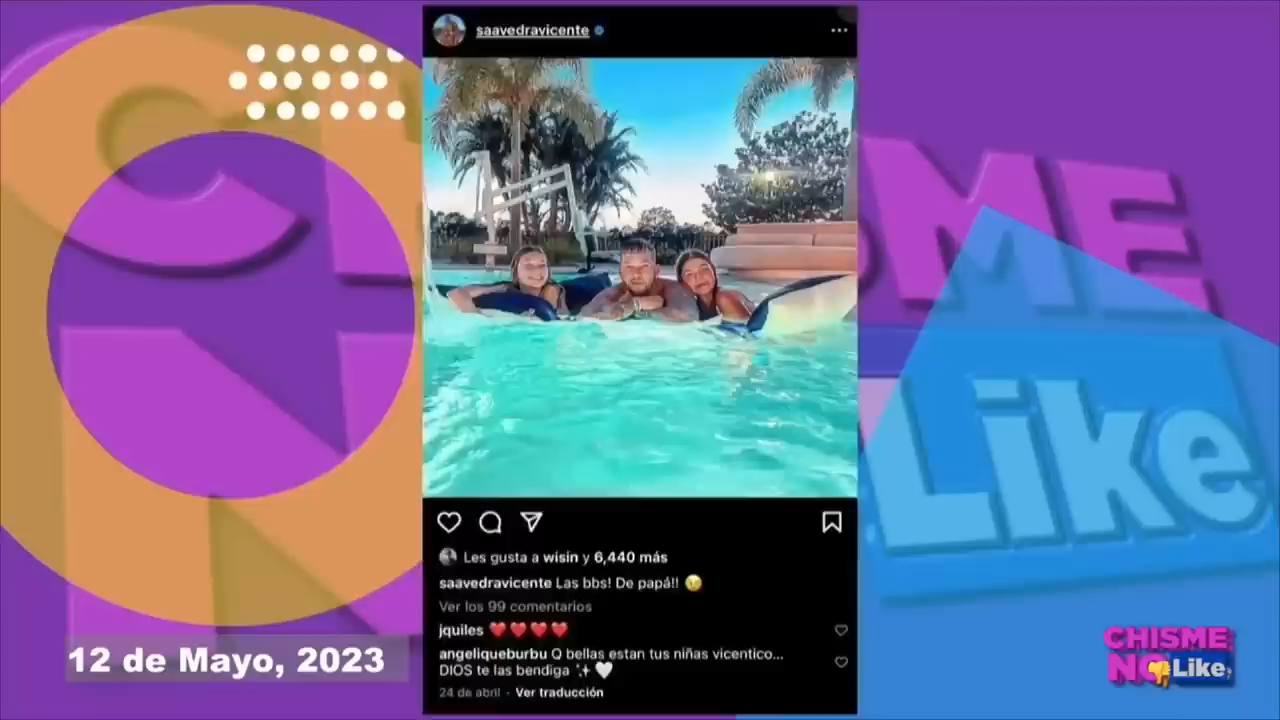 saavedravicente
Les gusta a wisin y 6,440 más
saavedravicente Las bbs! De papá!! 😉
Ver los 99 comentarios
jquiles ❤️❤️❤️❤️
angeliqueburbu Q bellas estan tus niñas vicentico...
DIOS te las bendiga ✨🤍
24 de abril · Ver traducción
12 de Mayo, 2023
ME
Like
CHISME
NO Like